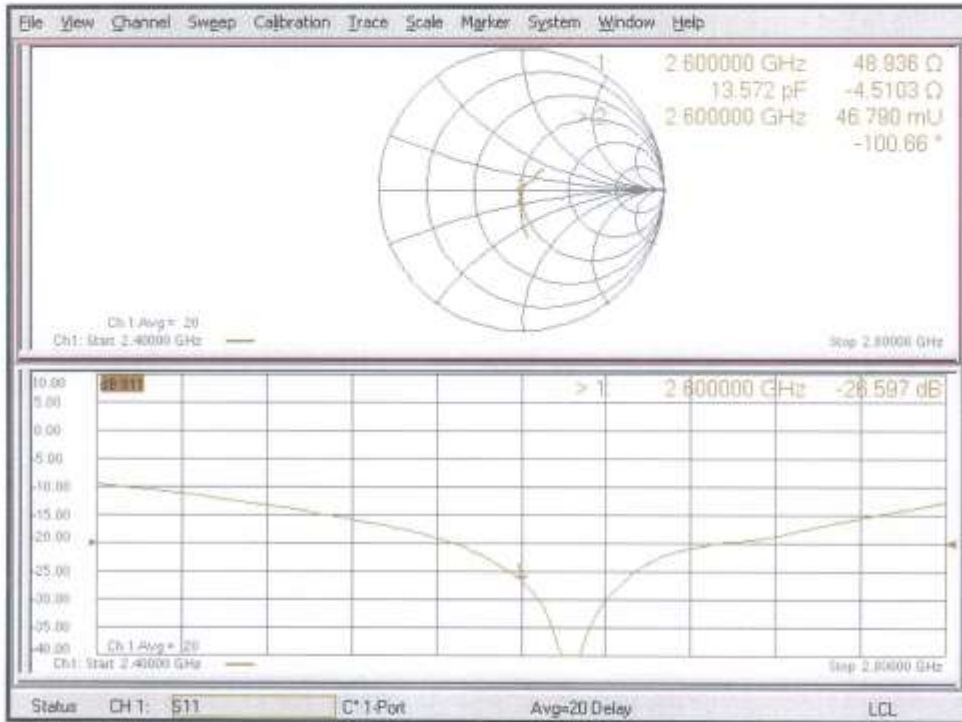 File View Channel Sweep Calibration Trace Scale Marker System Window Help
1: 2.600000 GHz 48.936 Ω
13.572 pF -4.5103 Ω
> 2: 2.600000 GHz 46.790 mU
-100.66 °
Ch 1 Avg = 20
Ch1: Start 2.40000 GHz
Stop 2.80000 GHz
10.00
dB S11
> 1: 2.600000 GHz -26.597 dB
5.00
0.00
-5.00
-10.00
-15.00
-20.00
-25.00
-30.00
-35.00
-40.00
Ch 1 Avg = 20
Ch1: Start 2.40000 GHz
Stop 2.80000 GHz
Status CH 1: S11 C* 1-Port Avg=20 Delay LCL